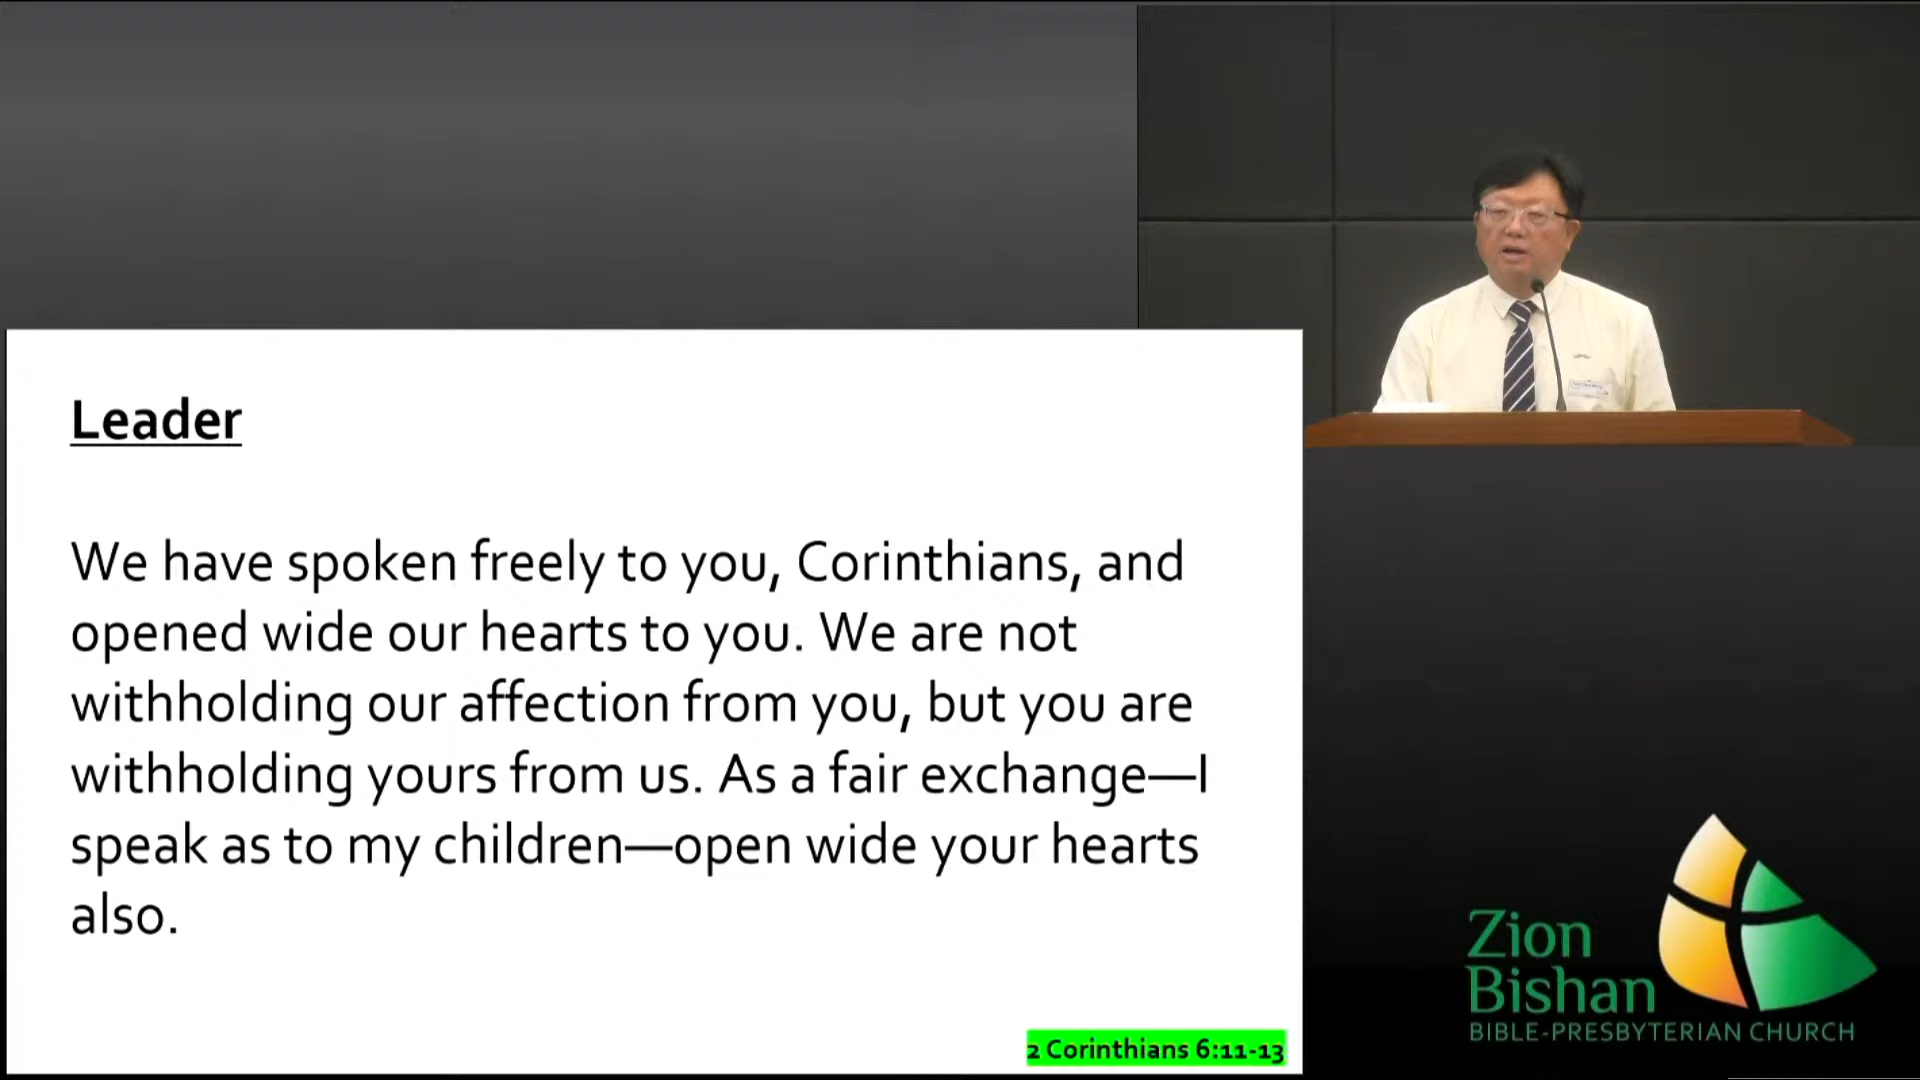 Leader
We have spoken freely to you, Corinthians, and
opened wide our hearts to you. We are not
withholding our affection from you, but you are
withholding yours from us. As a fair exchange—I
speak as to my children—open wide your hearts
also.
2 Corinthians 6:11-13
Zion
Bishan
BIBLE-PRESBYTERIAN CHURCH